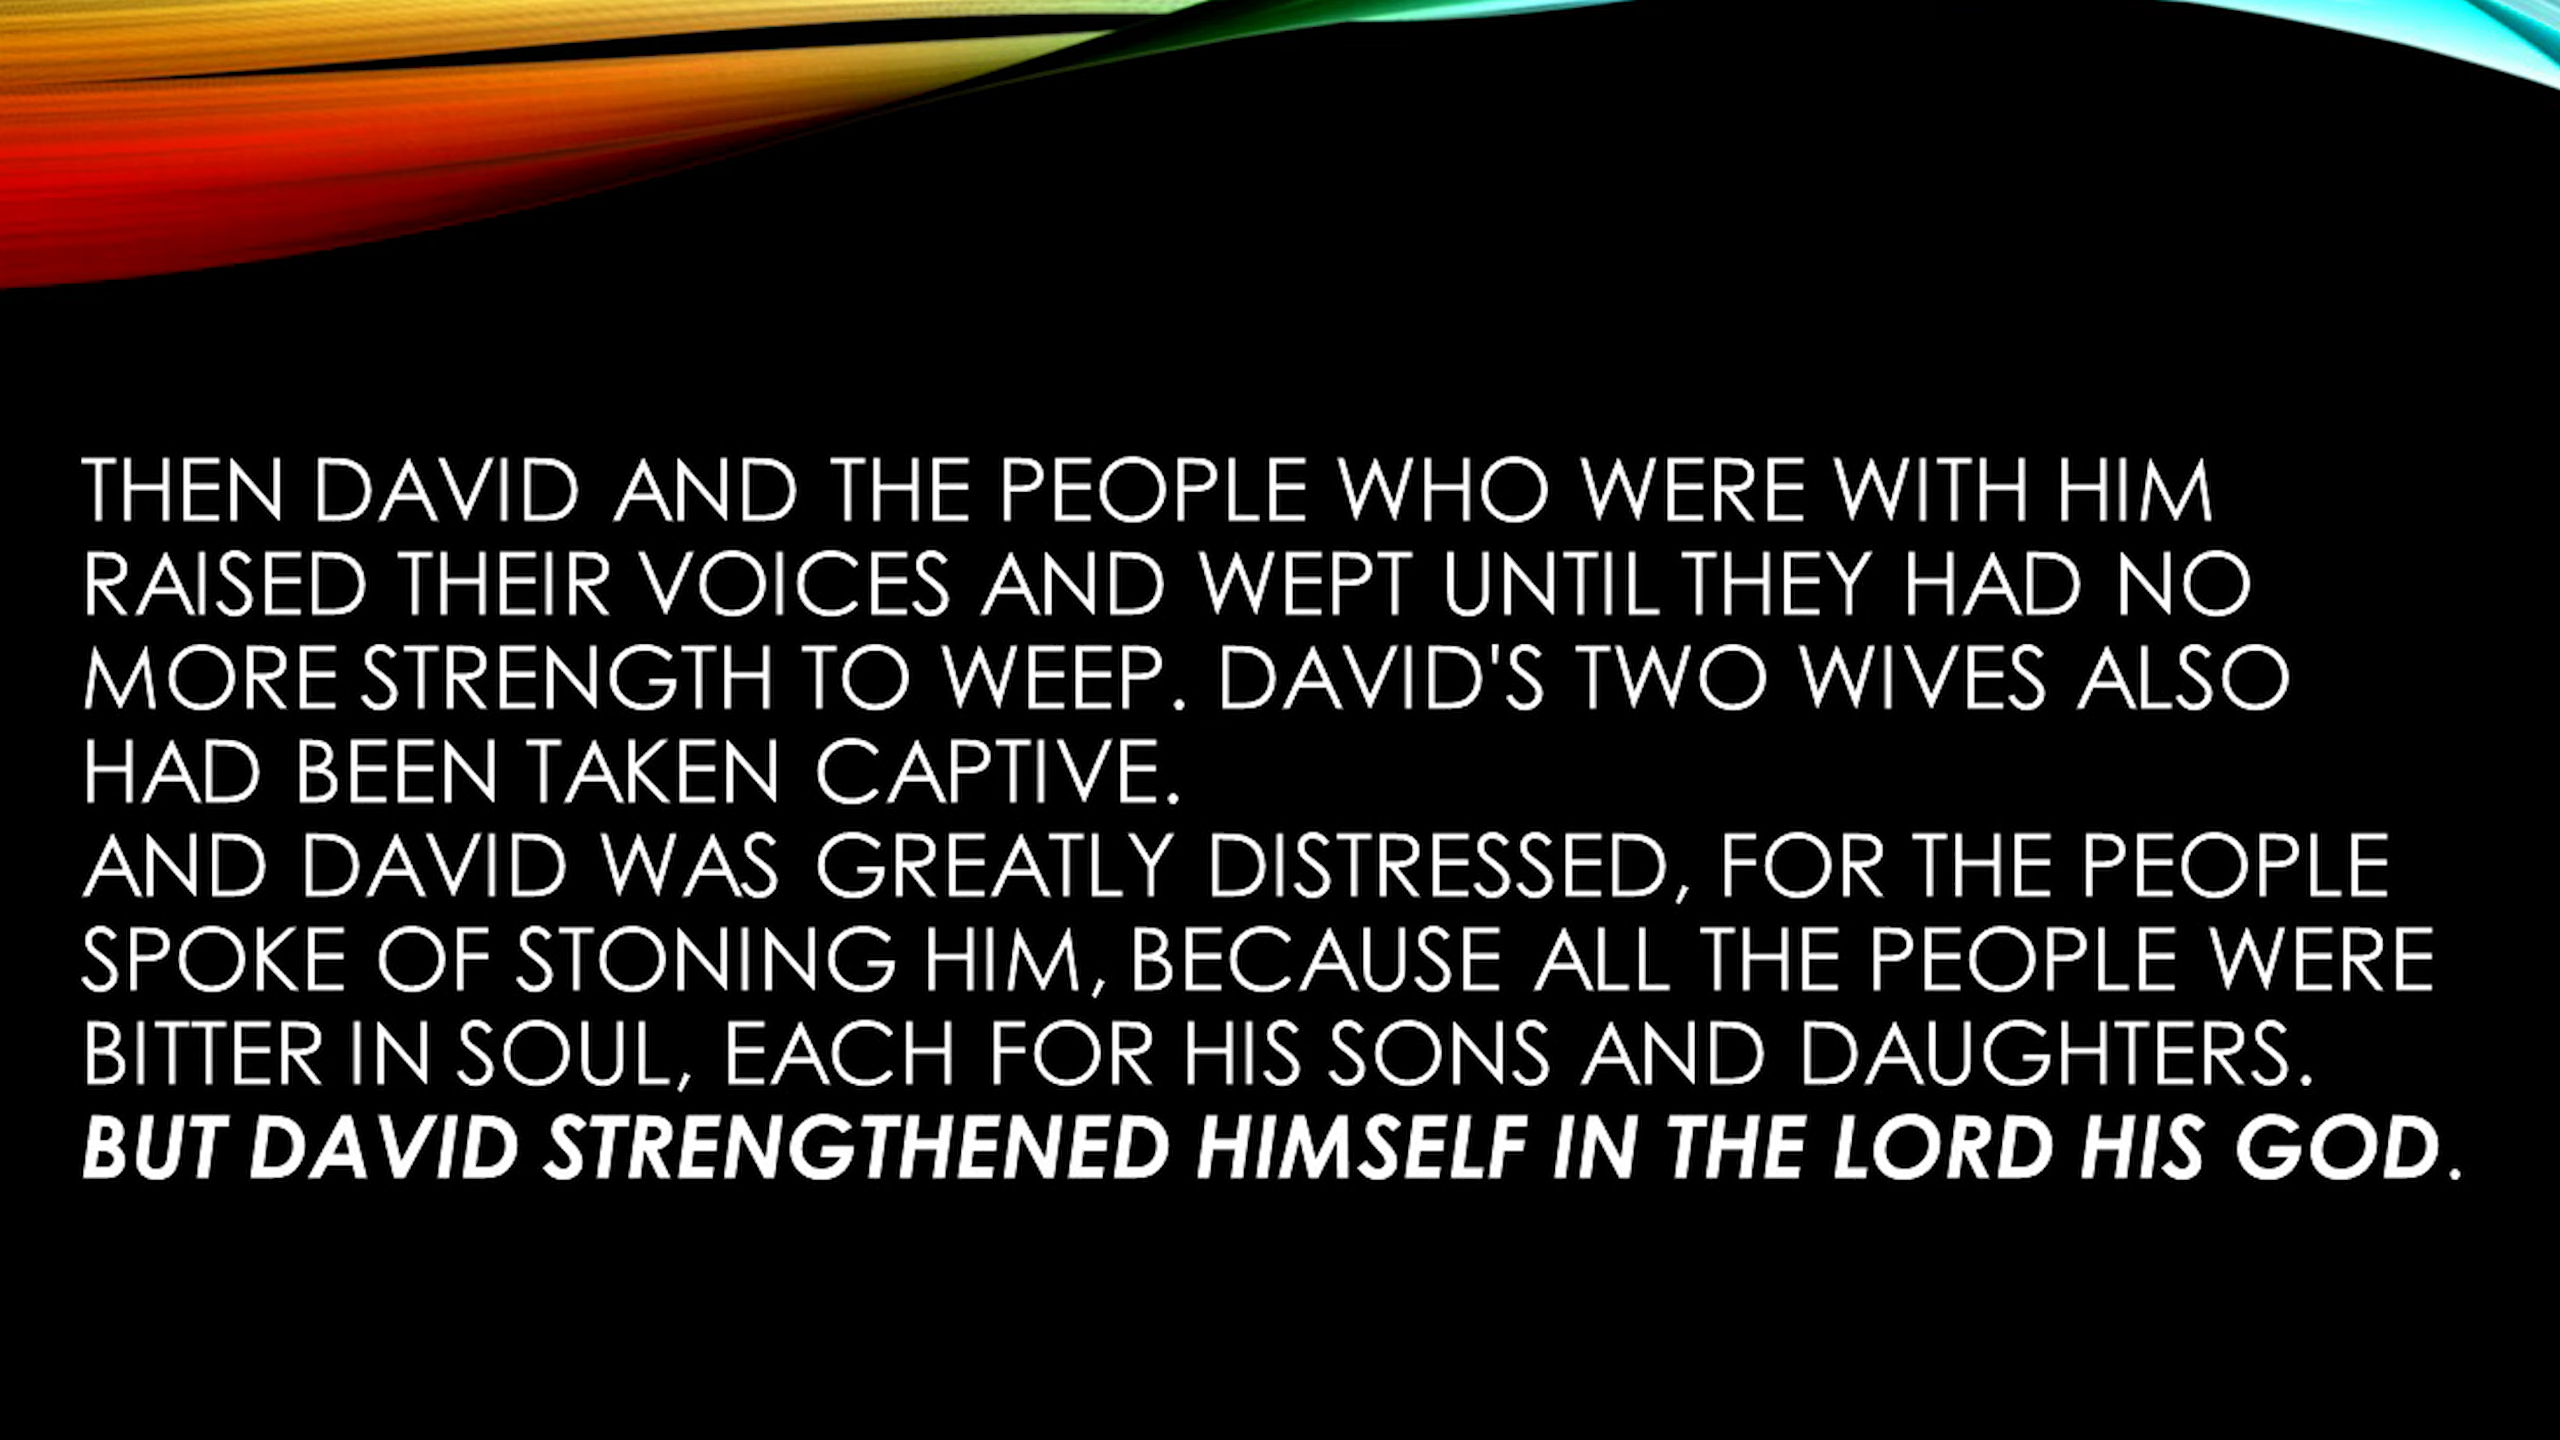 THEN DAVID AND THE PEOPLE WHO WERE WITH HIM
RAISED THEIR VOICES AND WEPT UNTIL THEY HAD NO
MORE STRENGTH TO WEEP. DAVID'S TWO WIVES ALSO
HAD BEEN TAKEN CAPTIVE.
AND DAVID WAS GREATLY DISTRESSED, FOR THE PEOPLE
SPOKE OF STONING HIM, BECAUSE ALL THE PEOPLE WERE
BITTER IN SOUL, EACH FOR HIS SONS AND DAUGHTERS.
BUT DAVID STRENGTHENED HIMSELF IN THE LORD HIS GOD.